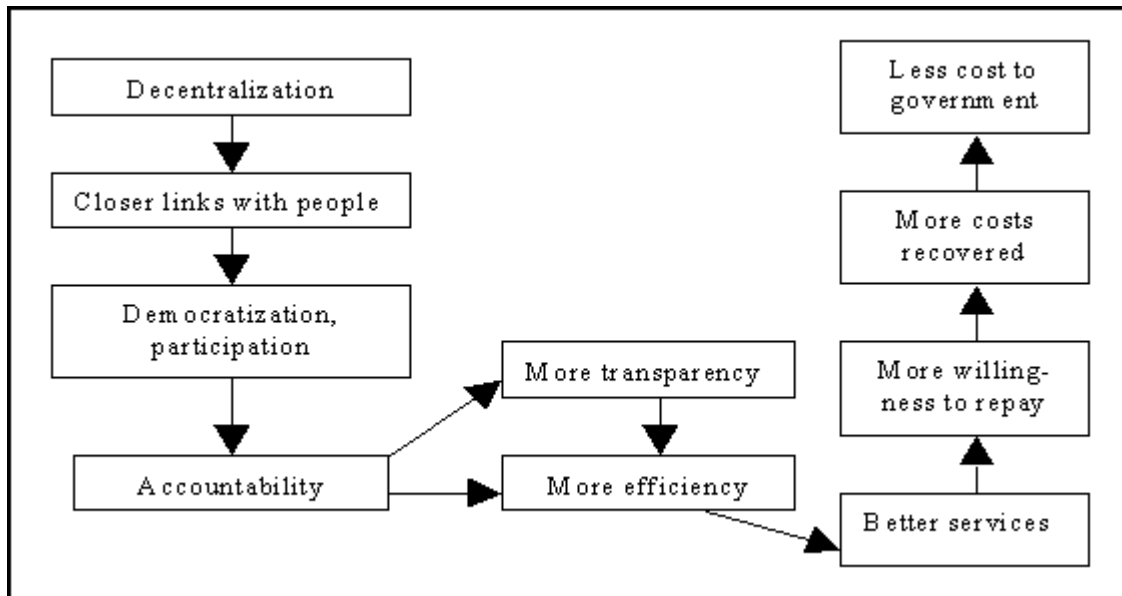 Decentralization
Closer links with people
Democratization,
participation
Accountability
More transparency
More efficiency
Better services
More willing-
ness to repay
More costs
recovered
Less cost to
government